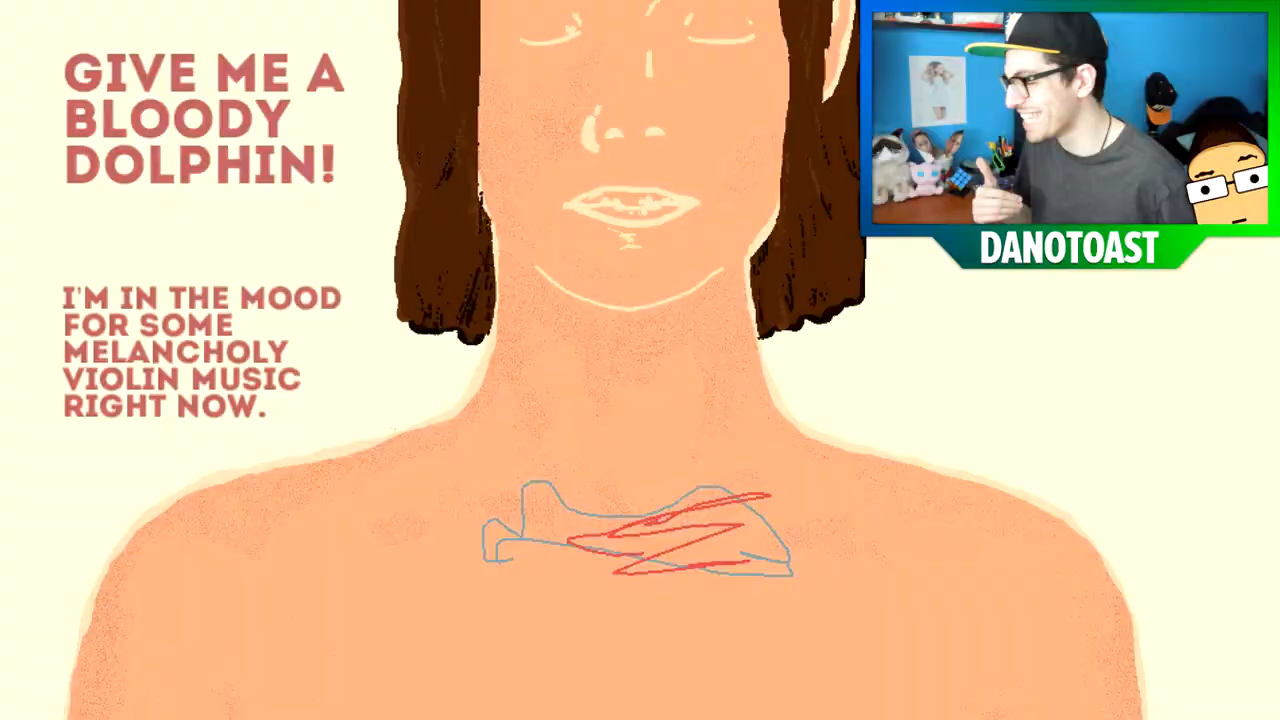 GIVE ME A
BLOODY
DOLPHIN!
I'M IN THE MOOD
FOR SOME
MELANCHOLY
VIOLIN MUSIC
RIGHT NOW.
DANOTOAST